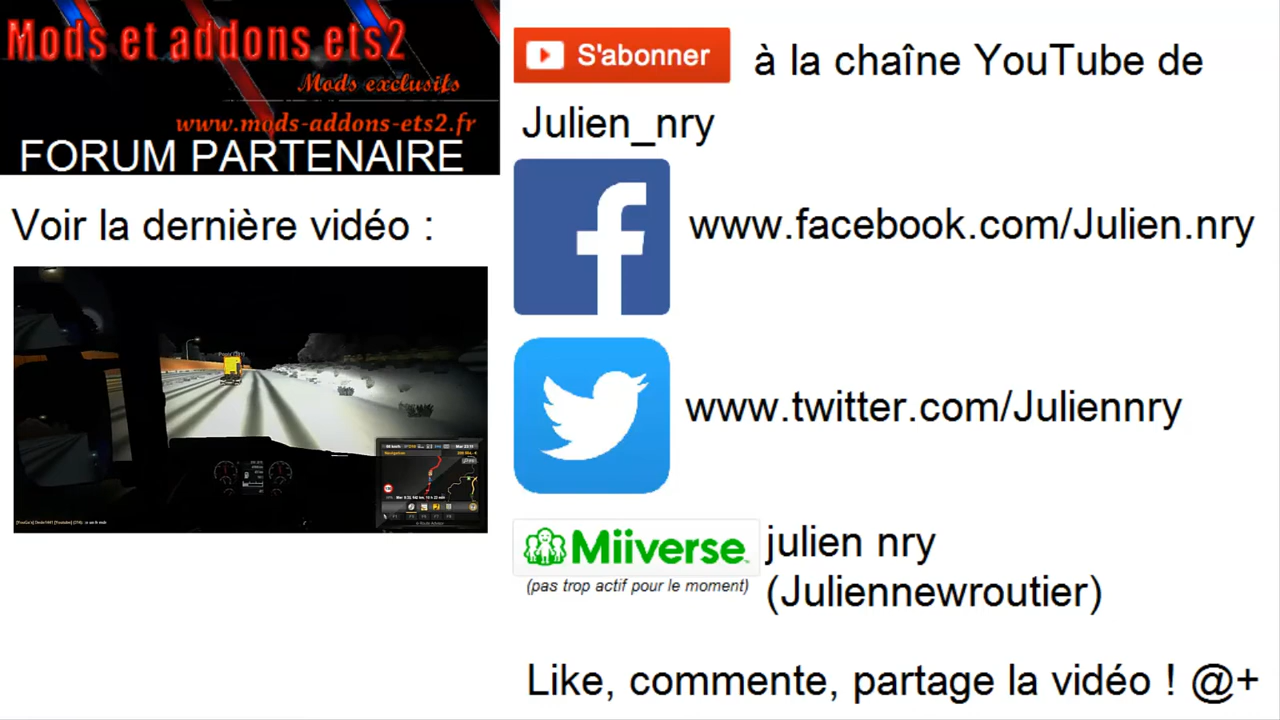 Mods et addons ets2
Mods exclusifs
www.mods-addons-ets2.fr
FORUM PARTENAIRE
Voir la dernière vidéo :
S'abonner à la chaîne YouTube de
Julien_nry
www.facebook.com/Julien.nry
www.twitter.com/Juliennry
Miiverse julien nry
(pas trop actif pour le moment) (Juliennewroutier)
Like, commente, partage la vidéo ! @+